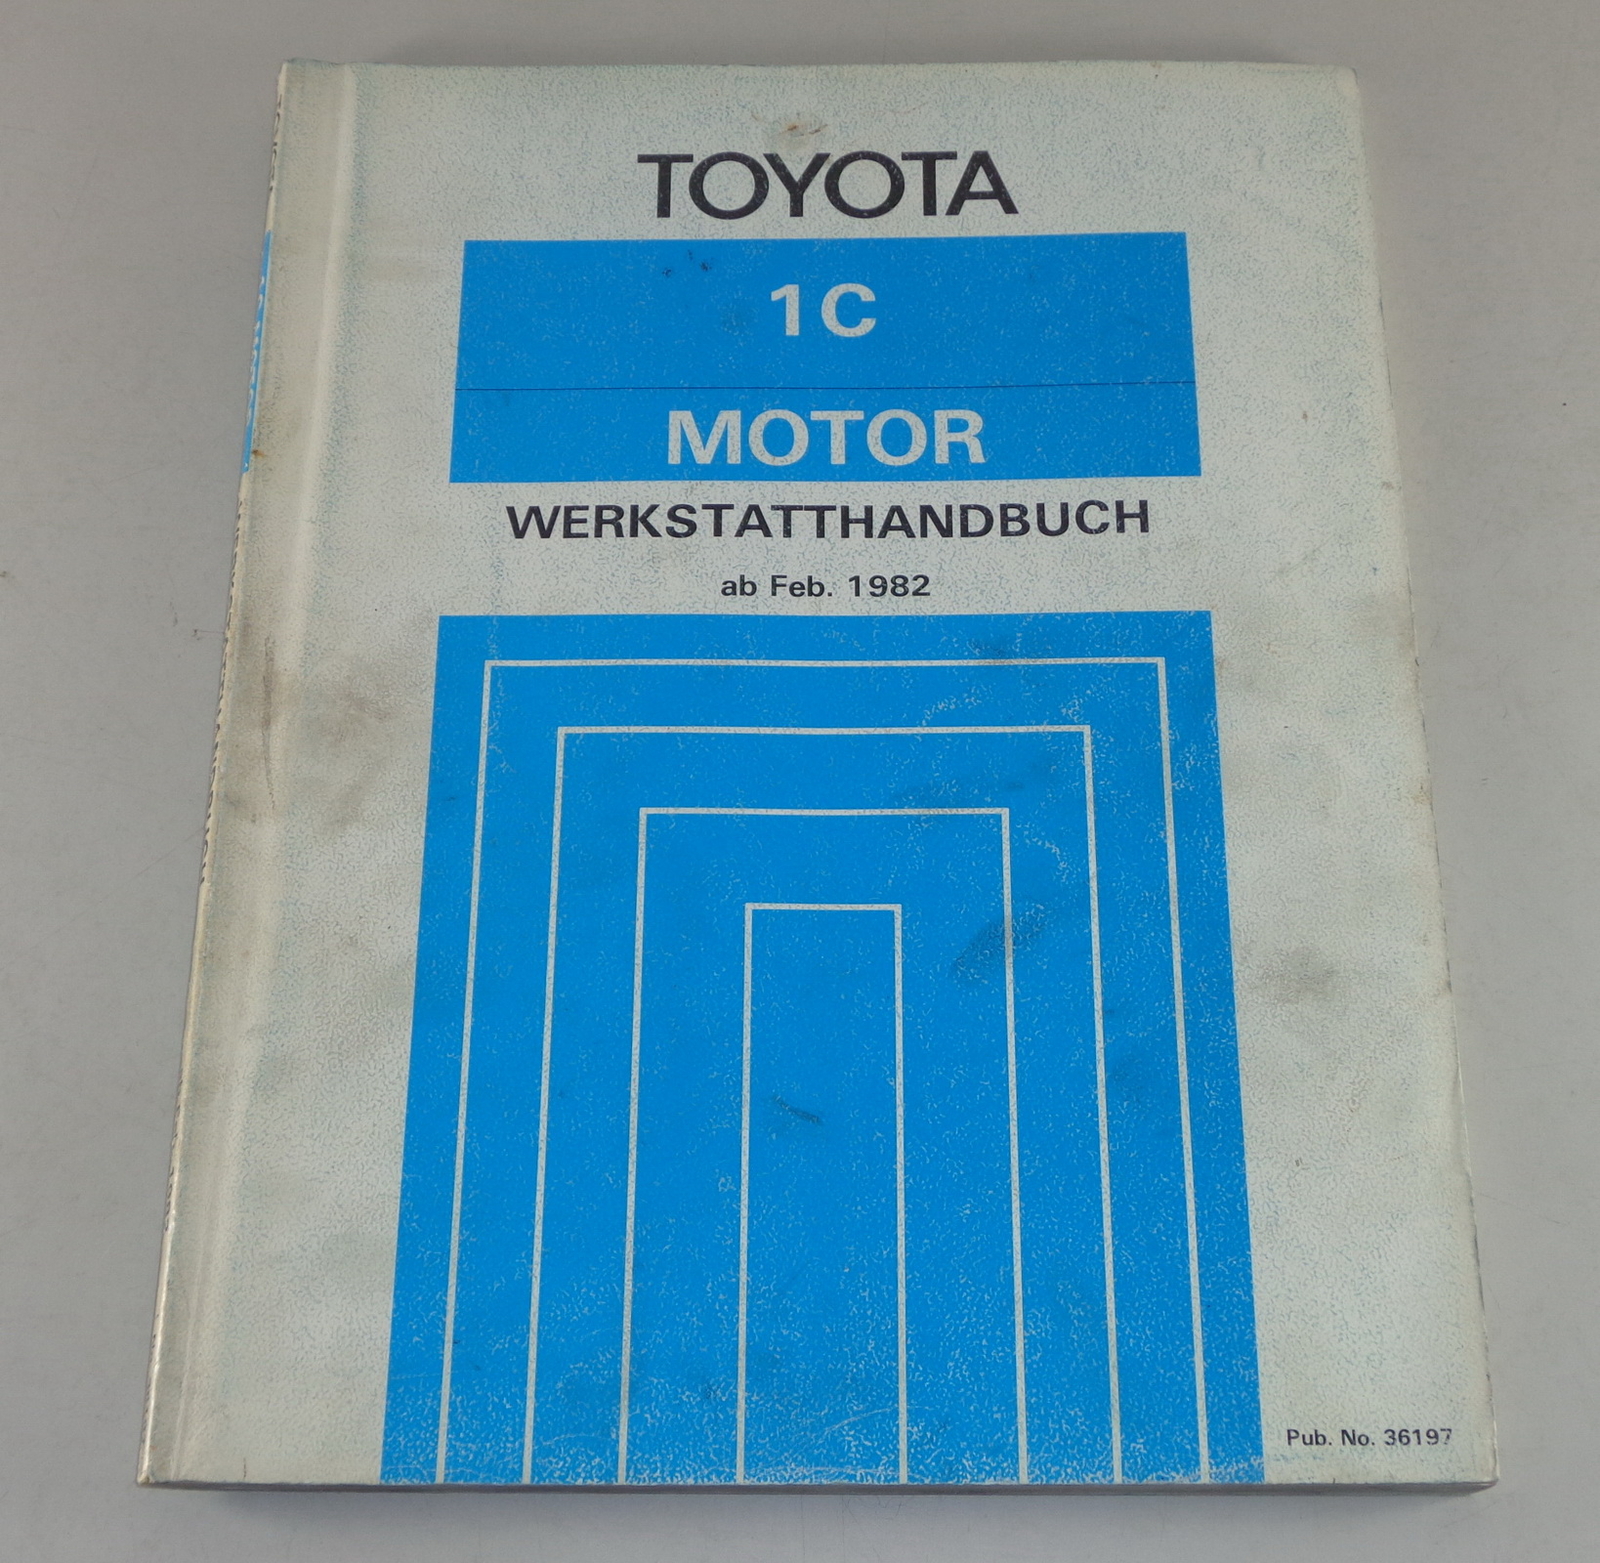 TOYOTA
1C
MOTOR
WERKSTATTHANDBUCH
ab Feb. 1982
Pub. No. 36197